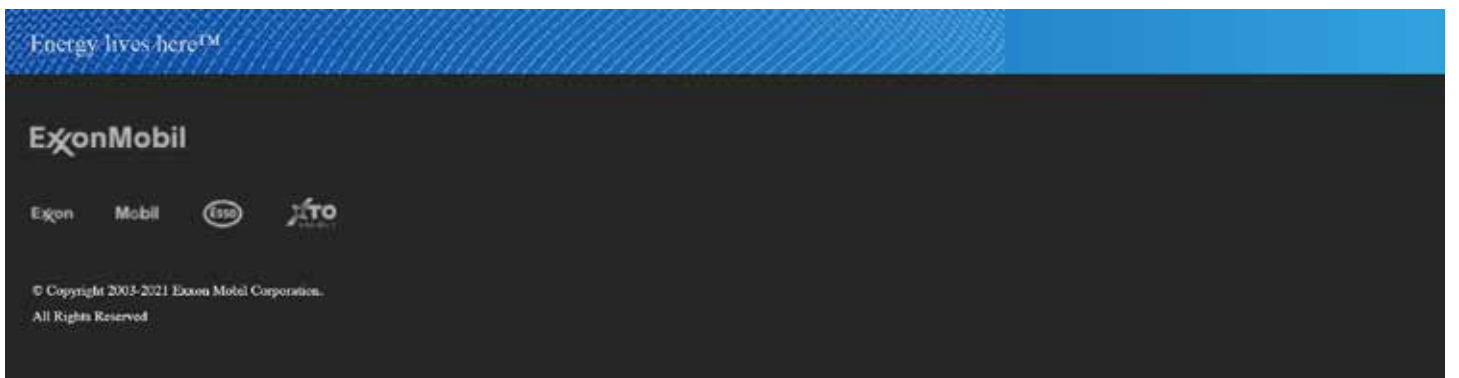 Energy lives here™
ExxonMobil
Exxon Mobil Esso XTO
© Copyright 2003-2021 Exxon Mobil Corporation.
All Rights Reserved